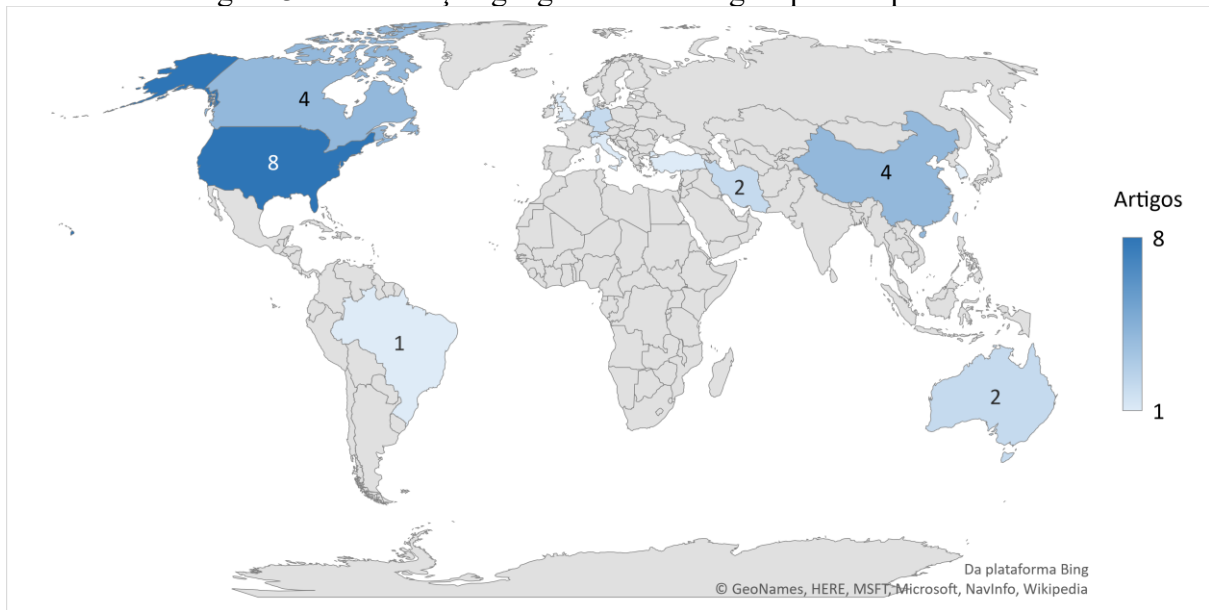 4
8
2
4
1
2
Artigos
8
1
Da plataforma Bing
© GeoNames, HERE, MSFT, Microsoft, NavInfo, Wikipedia